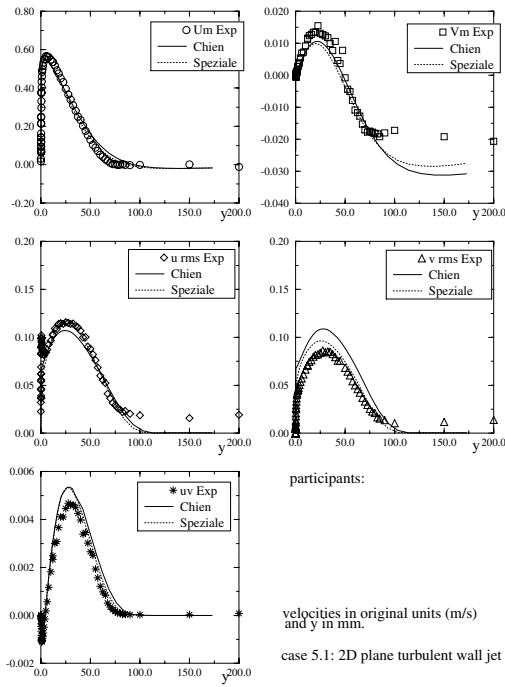 0.80
0.60
0.40
0.20
0.00
-0.20
0.0 50.0 100.0 150.0 200.0
y
Um Exp
Chien
Speziale
0.020
0.010
0.000
-0.010
-0.020
-0.030
-0.040
0.0 50.0 100.0 150.0 200.0
y
Vm Exp
Chien
Speziale
0.20
0.15
0.10
0.05
0.00
0.0 50.0 100.0 150.0 200.0
y
u rms Exp
Chien
Speziale
0.20
0.15
0.10
0.05
0.00
0.0 50.0 100.0 150.0 200.0
y
v rms Exp
Chien
Speziale
0.006
0.004
0.002
0.000
-0.002
0.0 50.0 100.0 150.0 200.0
y
uv Exp
Chien
Speziale
participants:
velocities in original units (m/s)
and y in mm.
case 5.1: 2D plane turbulent wall jet